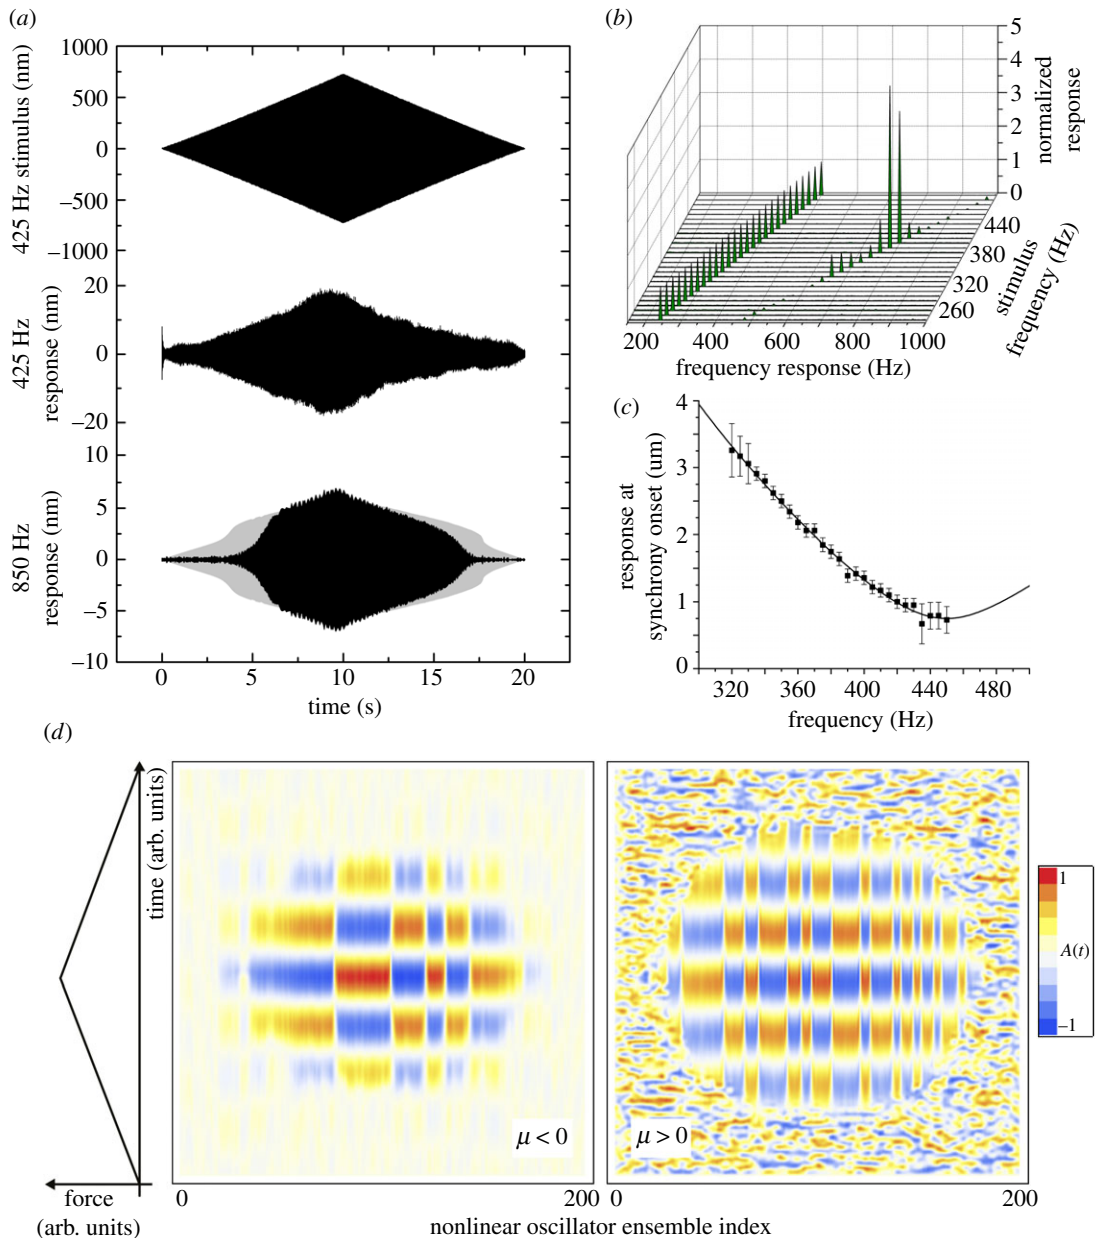 (a)
425 Hz stimulus (nm)
1000
500
0
−500
−1000
425 Hz
response (nm)
20
0
−20
850 Hz
response (nm)
10
5
0
−5
−10
0 5 10 15 20
time (s)
(b)
5
4
3
2
1
0
normalized
response
440
380
320
260
stimulus
frequency (Hz)
200 400 600 800 1000
frequency response (Hz)
(c)
4
3
2
1
0
response at
synchrony onset (um)
320 360 400 440 480
frequency (Hz)
(d)
time (arb. units)
force
(arb. units)
μ < 0
μ > 0
1
A(t)
−1
0 200 0 200
nonlinear oscillator ensemble index